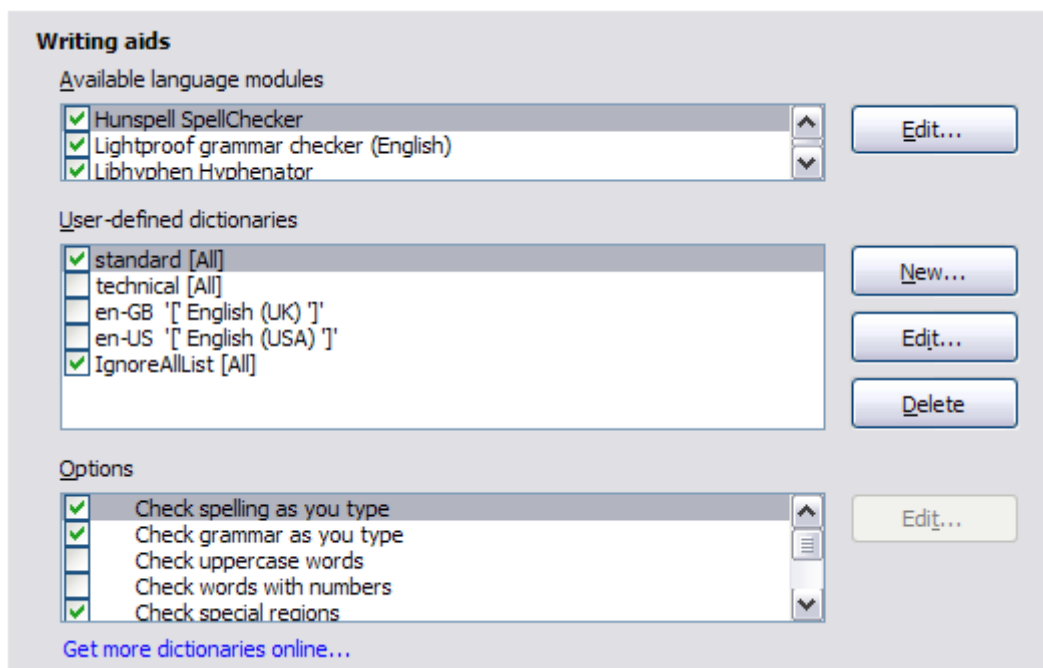 Writing aids
Available language modules
Hunspell SpellChecker
Lightproof grammar checker (English)
Libhyphen Hyphenator
Edit...
User-defined dictionaries
standard [All]
technical [All]
en-GB '[' English (UK) ']'
en-US '[' English (USA) ']'
IgnoreAllList [All]
New...
Edit...
Delete
Options
Check spelling as you type
Check grammar as you type
Check uppercase words
Check words with numbers
Check special regions
Edit...
Get more dictionaries online...